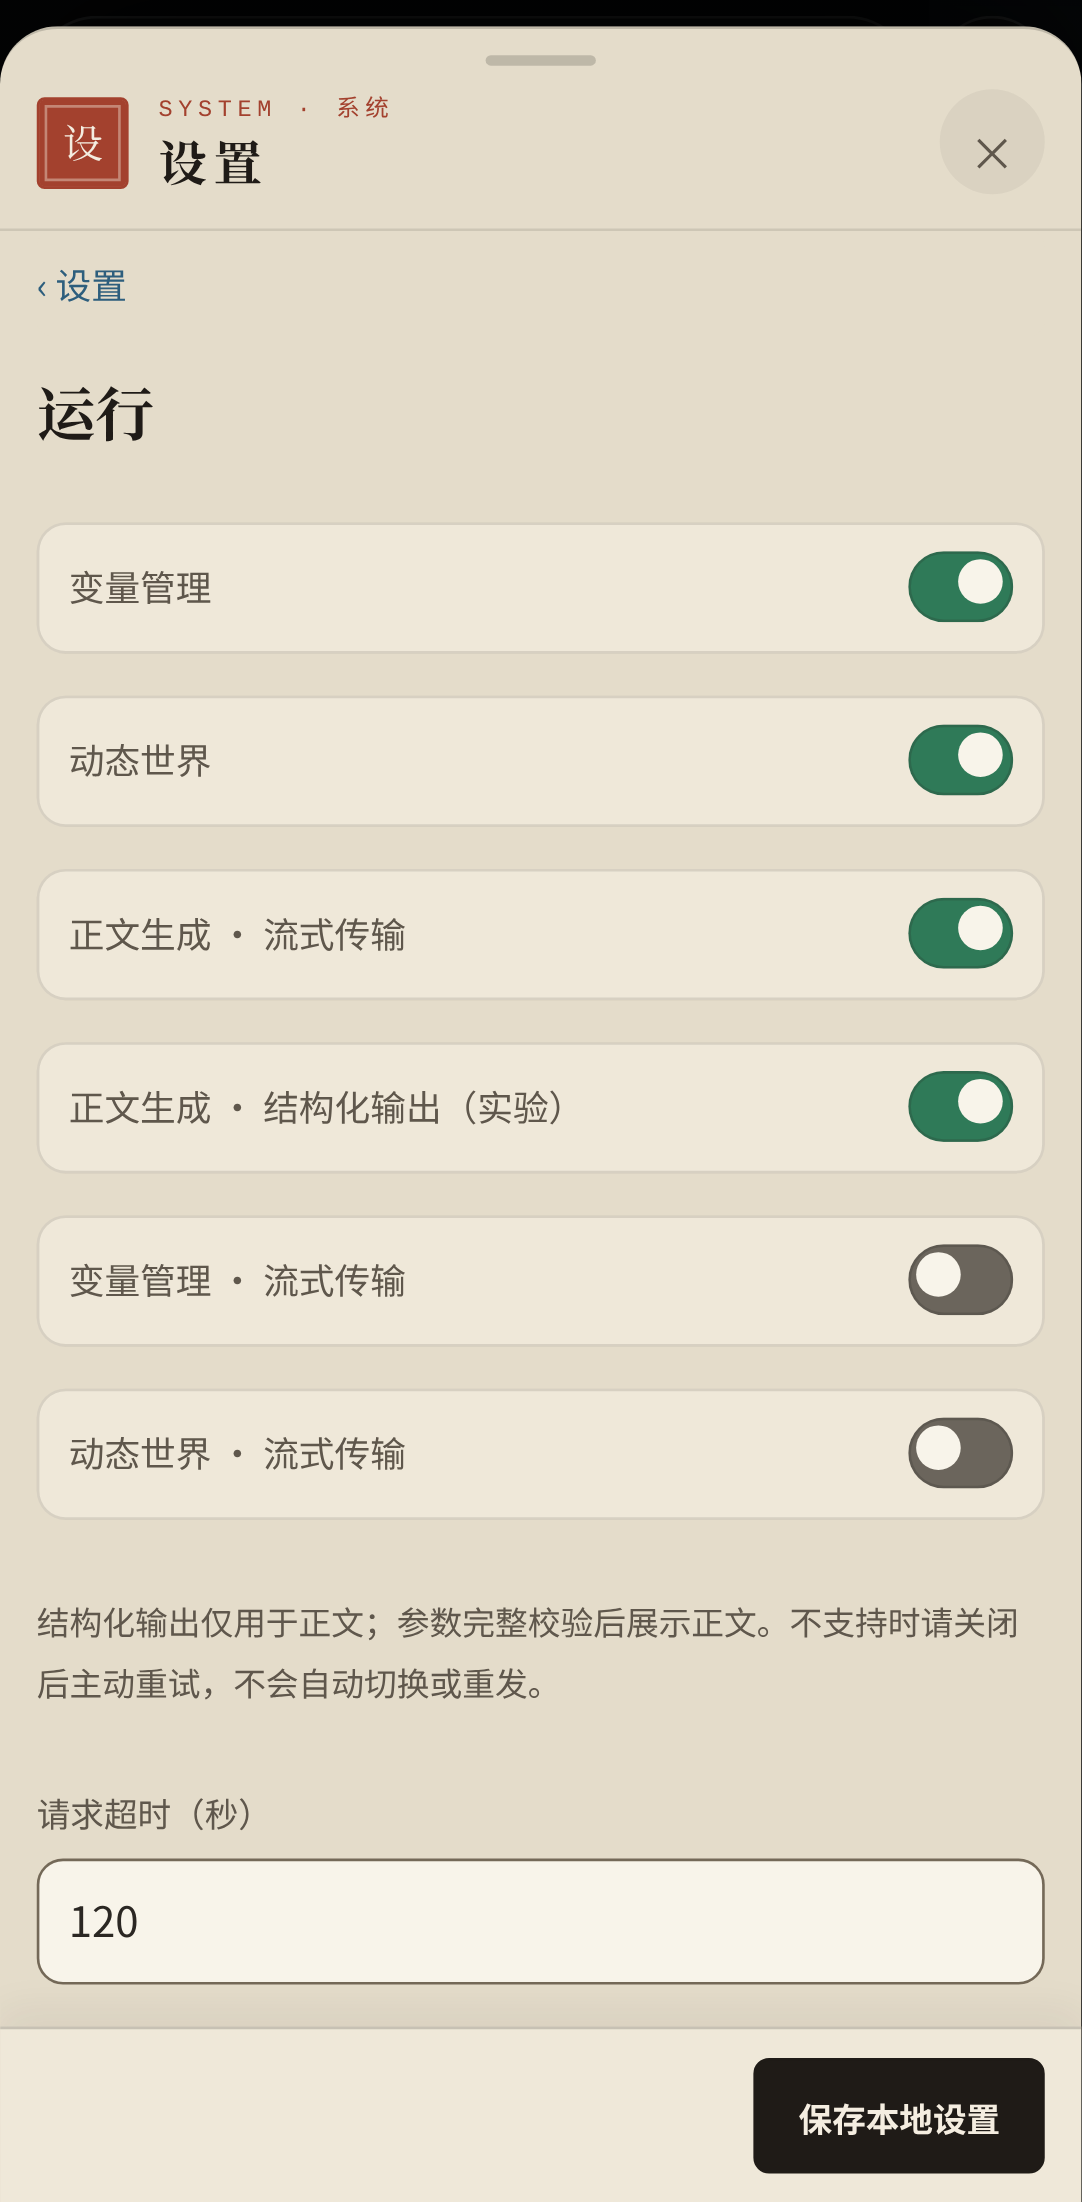 设
SYSTEM · 系统
设置
‹ 设置
运行
变量管理
动态世界
正文生成 · 流式传输
正文生成 · 结构化输出（实验）
变量管理 · 流式传输
动态世界 · 流式传输
结构化输出仅用于正文；参数完整校验后展示正文。不支持时请关闭
后主动重试，不会自动切换或重发。
请求超时（秒）
120
保存本地设置